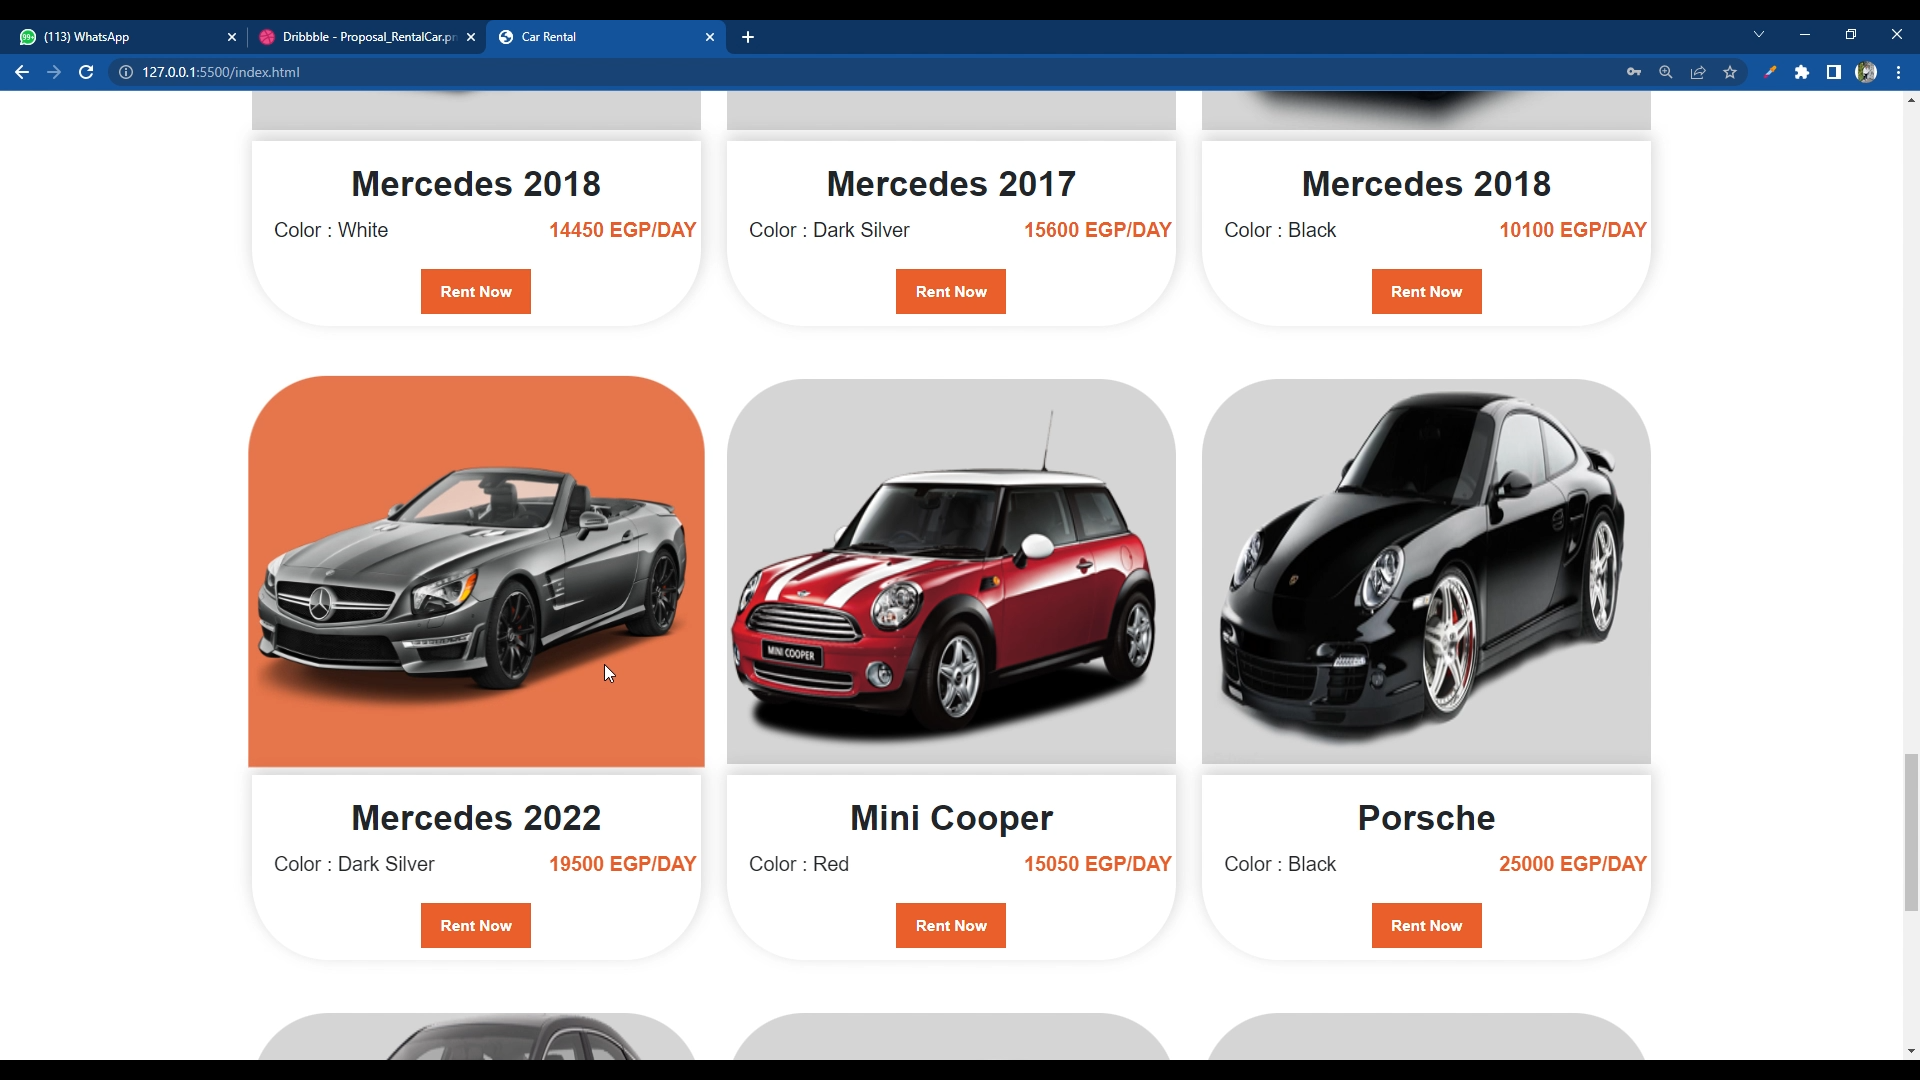 (113) WhatsApp
Dribbble - Proposal_RentalCar.pn
Car Rental
127.0.0.1:5500/index.html
Mercedes 2018
Color : White
14450 EGP/DAY
Rent Now
Mercedes 2017
Color : Dark Silver
15600 EGP/DAY
Rent Now
Mercedes 2018
Color : Black
10100 EGP/DAY
Rent Now
MINI COOPER
Mercedes 2022
Color : Dark Silver
19500 EGP/DAY
Rent Now
Mini Cooper
Color : Red
15050 EGP/DAY
Rent Now
Porsche
Color : Black
25000 EGP/DAY
Rent Now